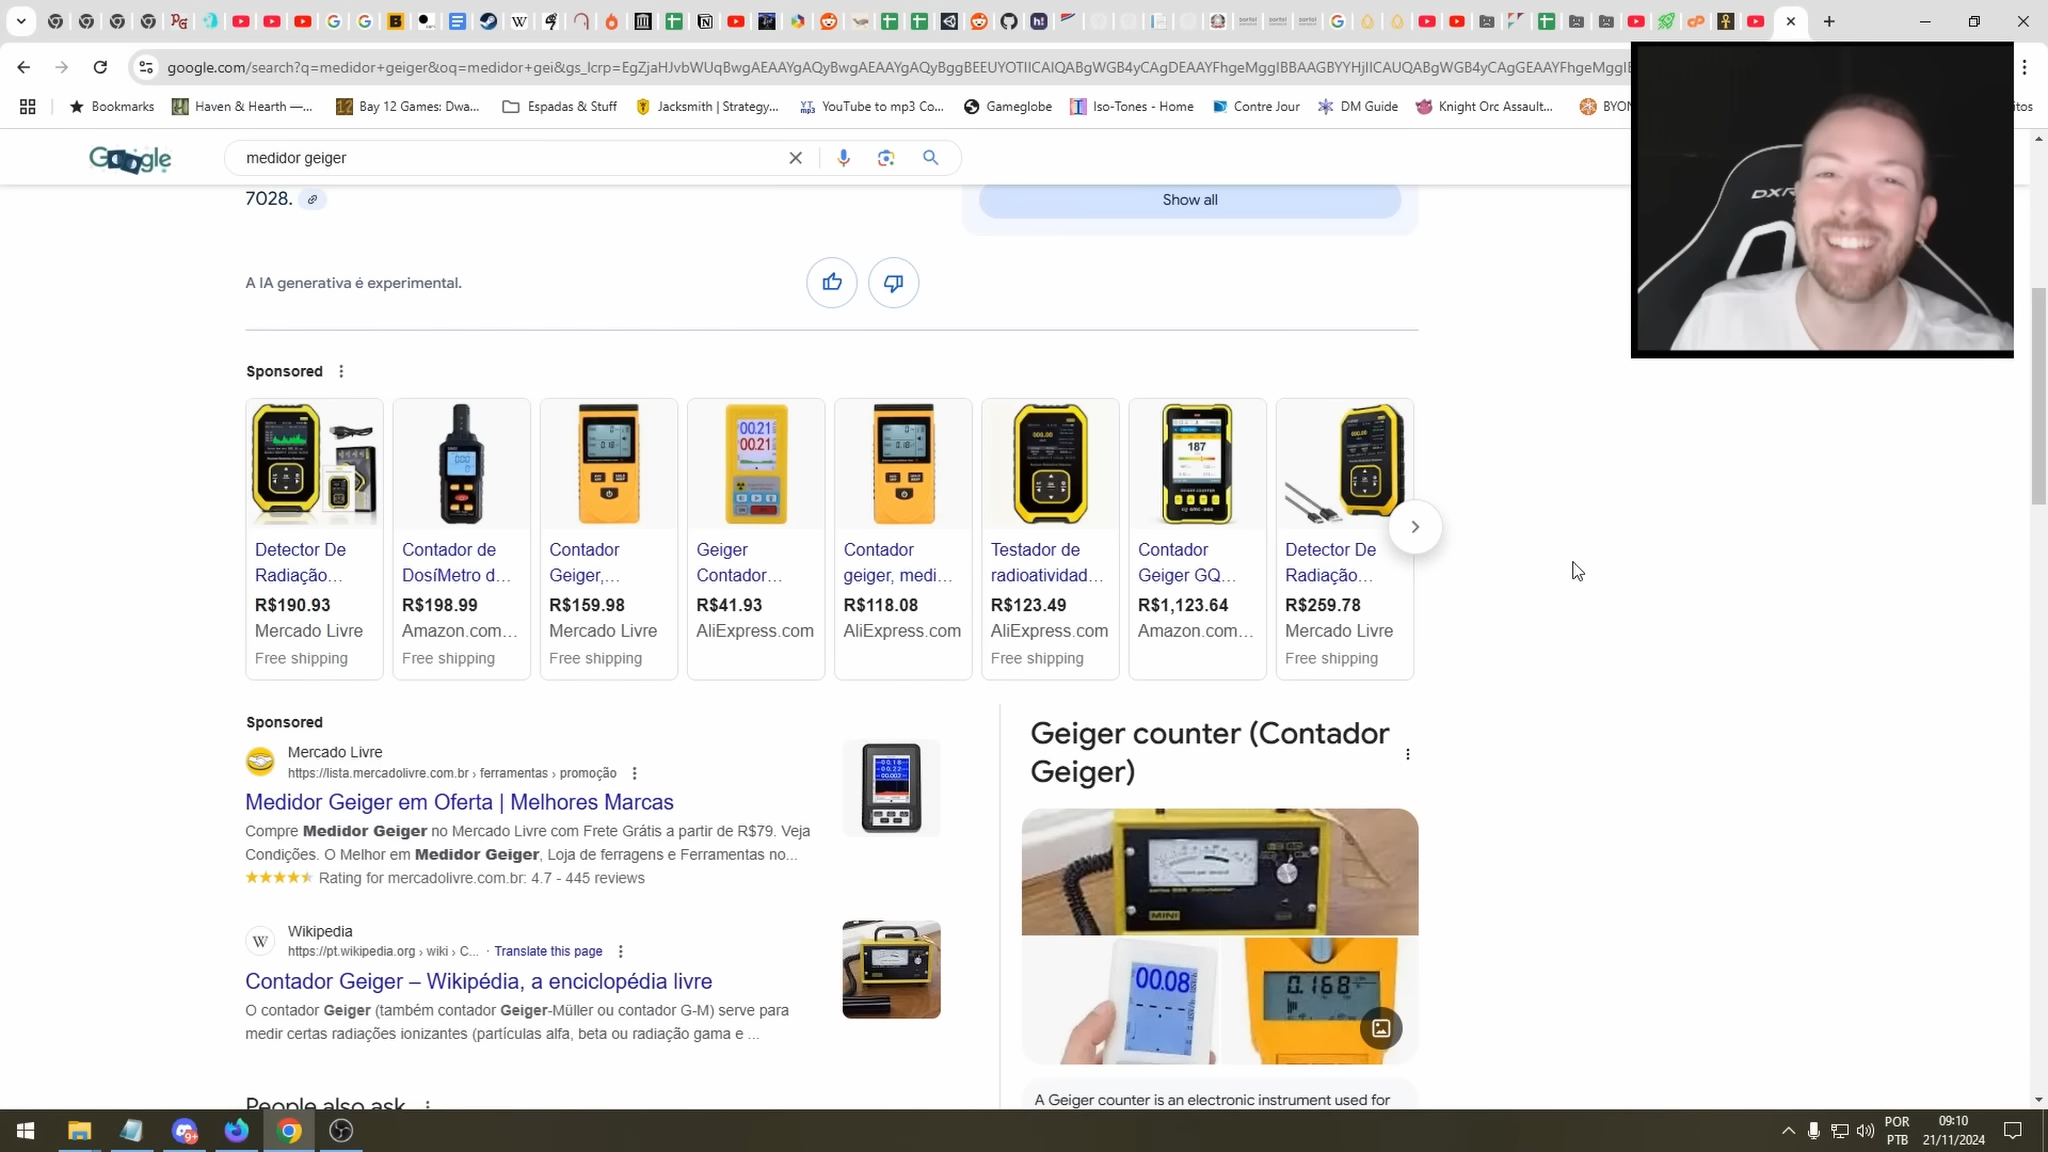 google.com/search?q=medidor+geiger&oq=medidor+gei&gs_lcrp=EgZjaHJvbWUqBwgAEAAYgAQyBwgAEAAYgAQyBggBEEUYOTIICAIQABgWGB4yCAgDEAAYFhgeMggIBBAAGBYYHjIICAUQABgWGB4yCAgGEAAYFhgeMggI
Bookmarks
Haven & Hearth —...
Bay 12 Games: Dwa...
Espadas & Stuff
Jacksmith | Strategy...
YouTube to mp3 Co...
Gameglobe
Iso-Tones - Home
Contre Jour
DM Guide
Knight Orc Assault...
Google
medidor geiger
7028.
Show all
A IA generativa é experimental.
Sponsored
Detector De
Radiação...
R$190.93
Mercado Livre
Free shipping
Contador de
DosíMetro d...
R$198.99
Amazon.com...
Free shipping
Contador
Geiger,...
R$159.98
Mercado Livre
Free shipping
Geiger
Contador...
R$41.93
AliExpress.com
Contador
geiger, medi...
R$118.08
AliExpress.com
Testador de
radioatividad...
R$123.49
AliExpress.com
Free shipping
Contador
Geiger GQ...
R$1,123.64
Amazon.com...
Detector De
Radiação...
R$259.78
Mercado Livre
Free shipping
Sponsored
Mercado Livre
https://lista.mercadolivre.com.br › ferramentas › promoção
Medidor Geiger em Oferta | Melhores Marcas
Compre Medidor Geiger no Mercado Livre com Frete Grátis a partir de R$79. Veja
Condições. O Melhor em Medidor Geiger, Loja de ferragens e Ferramentas no...
Rating for mercadolivre.com.br: 4.7 - 445 reviews
W
Wikipedia
https://pt.wikipedia.org › wiki › C... · Translate this page
Contador Geiger – Wikipédia, a enciclopédia livre
O contador Geiger (também contador Geiger-Müller ou contador G-M) serve para
medir certas radiações ionizantes (partículas alfa, beta ou radiação gama e ...
People also ask
Geiger counter (Contador
Geiger)
MINI
00.08
0.168
A Geiger counter is an electronic instrument used for
POR
PTB
09:10
21/11/2024